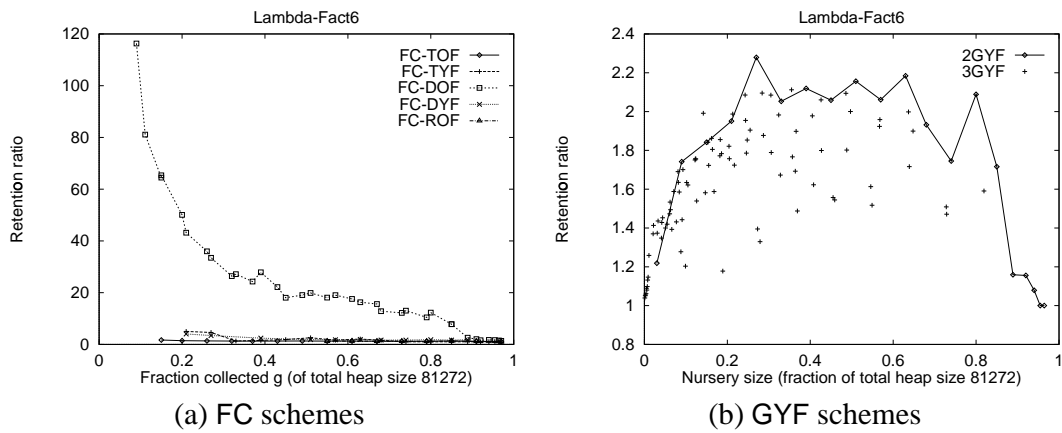 Lambda-Fact6
120
100
80
60
40
20
0
Retention ratio
FC-TOF
FC-TYF
FC-DOF
FC-DYF
FC-ROF
0 0.2 0.4 0.6 0.8 1
Fraction collected g (of total heap size 81272)
(a) FC schemes
Lambda-Fact6
2.4
2.2
2
1.8
1.6
1.4
1.2
1
0.8
Retention ratio
2GYF
3GYF
0 0.2 0.4 0.6 0.8 1
Nursery size (fraction of total heap size 81272)
(b) GYF schemes